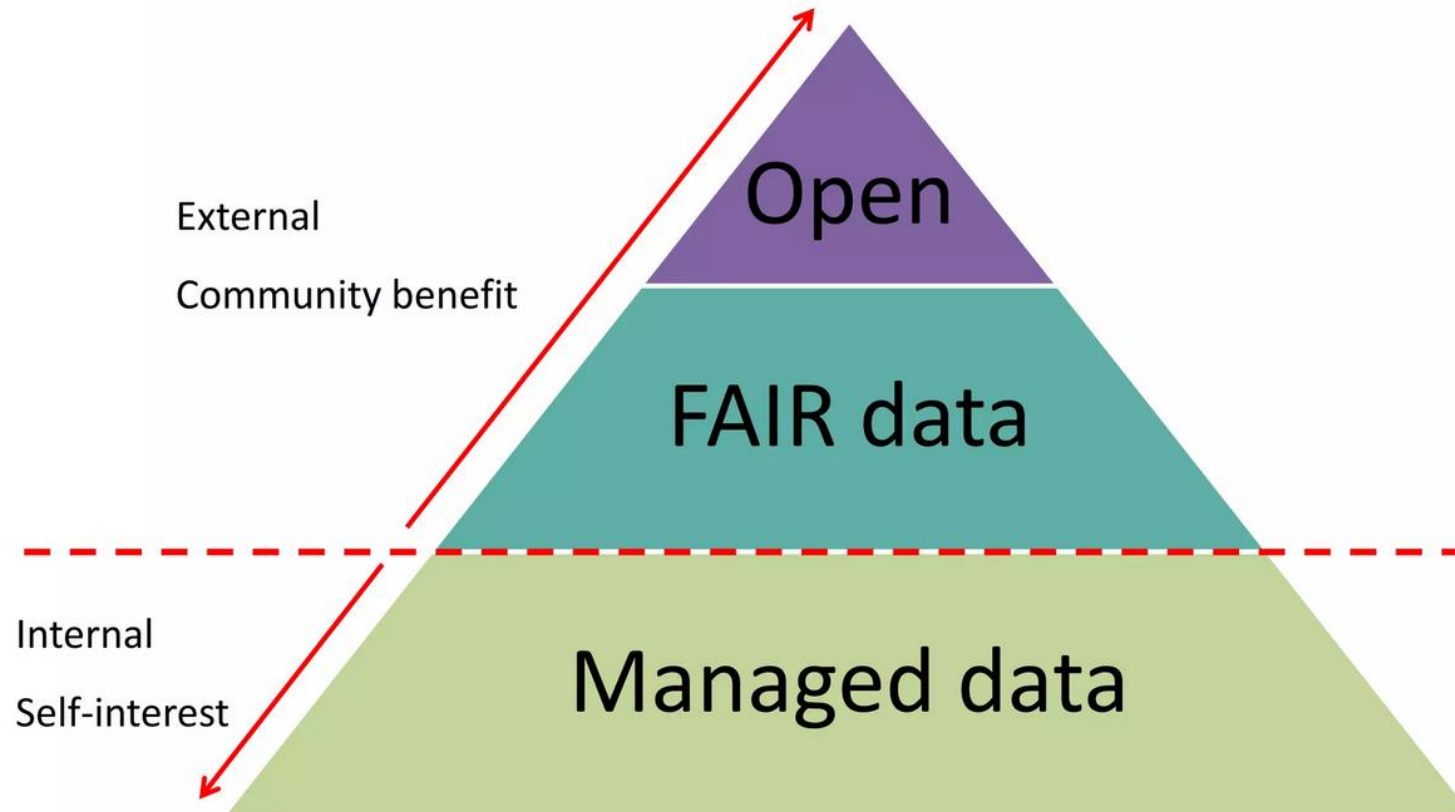 Open
External
Community benefit
FAIR data
Internal
Self-interest
Managed data